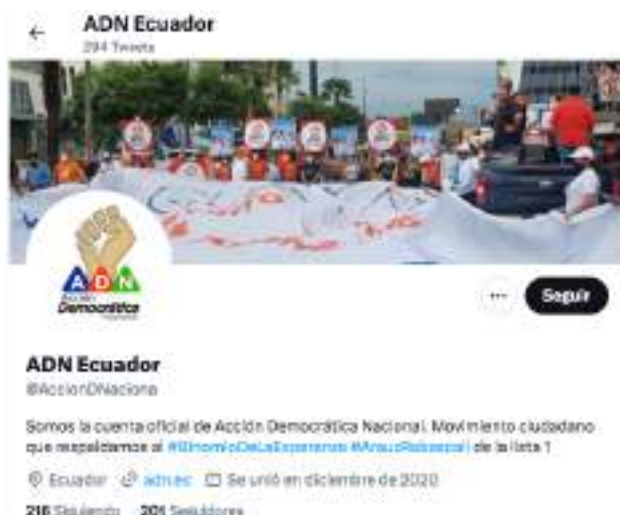 ADN Ecuador
294 Tweets
ADN
Acción
Democrática
Seguir
ADN Ecuador
@AccionDNaciona
Somos la cuenta oficial de Acción Democrática Nacional. Movimiento ciudadano
que respaldamos al #BinomioDeLaEsperanza #ArauzRabascall de la lista 1
Ecuador adn.ec Se unió en diciembre de 2020
216 Siguiendo 201 Seguidores